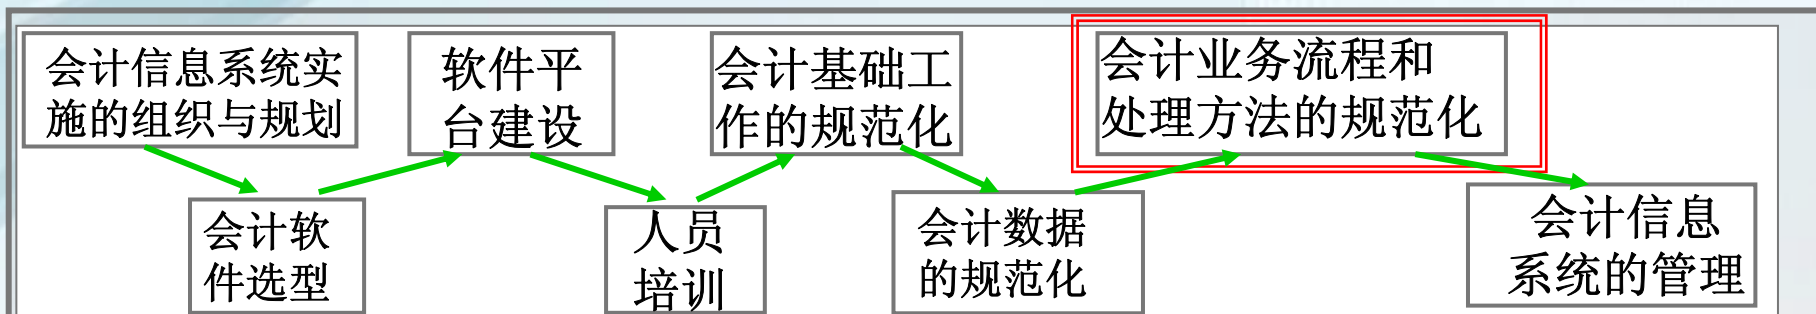 会计信息系统实
施的组织与规划
会计软
件选型
软件平
台建设
人员
培训
会计基础工
作的规范化
会计数据
的规范化
会计业务流程和
处理方法的规范化
会计信息
系统的管理